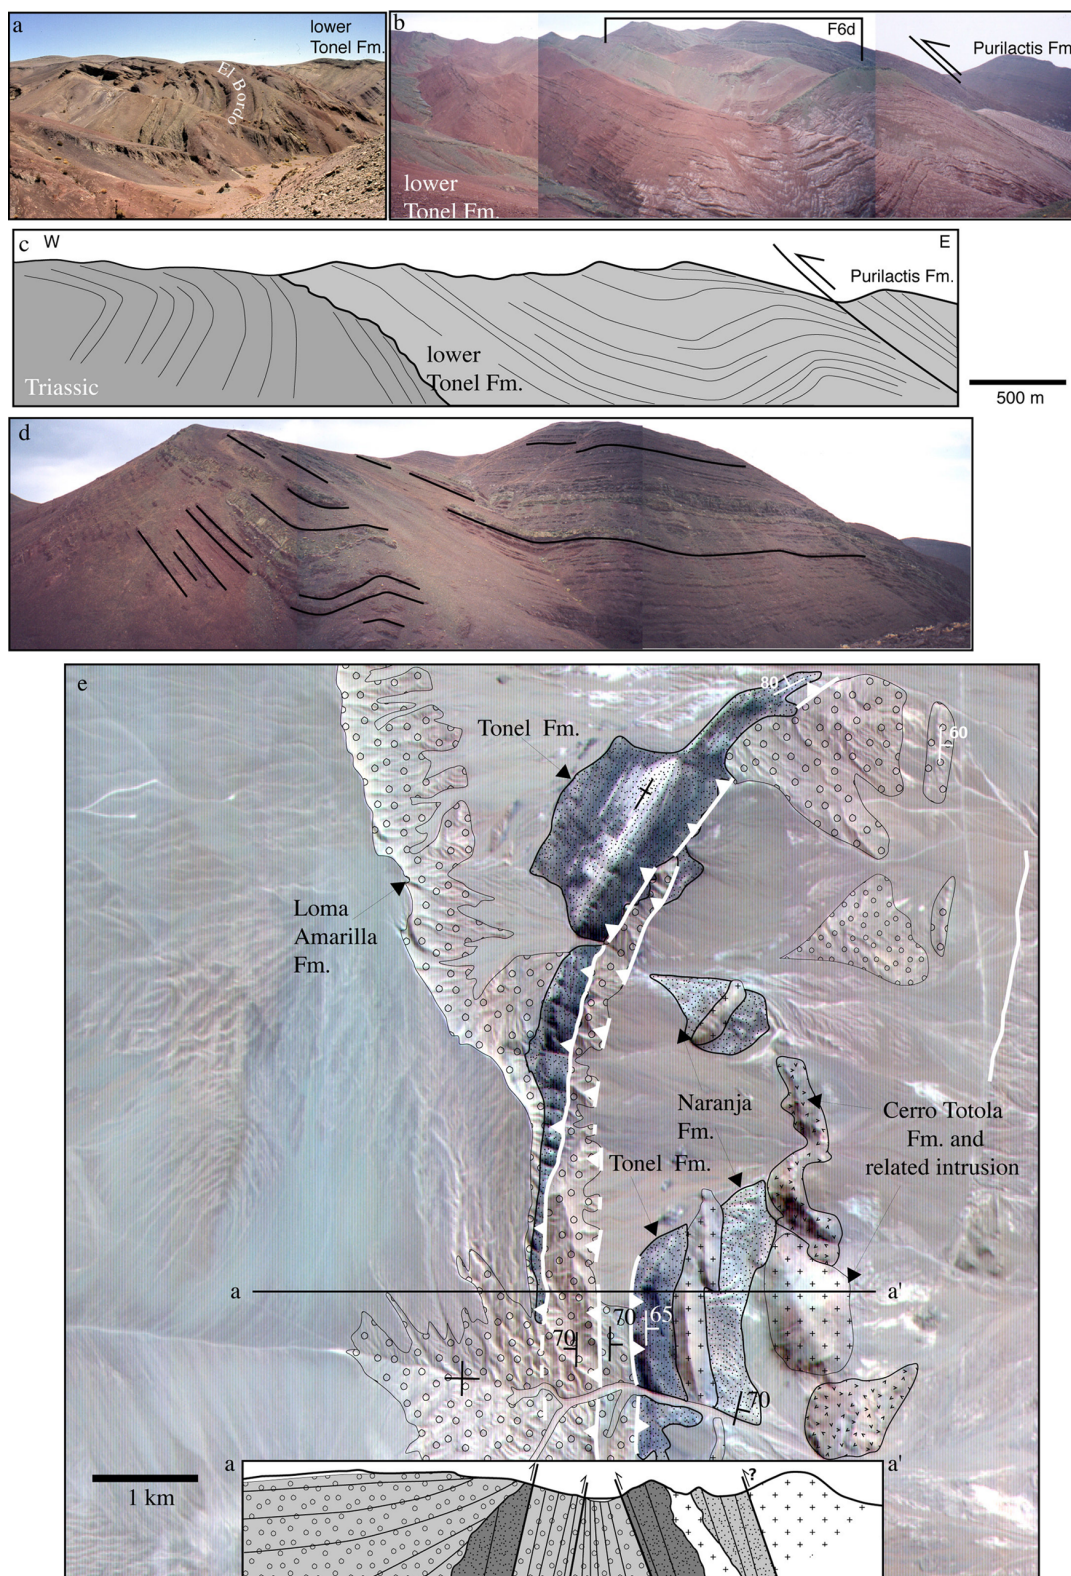 a
lower
Tonel Fm.
El Bordo
b
F6d
Purilactis Fm.
lower
Tonel Fm.
c
W
E
Purilactis Fm.
lower
Tonel Fm.
Triassic
500 m
d
e
80
Tonel Fm.
60
Loma
Amarilla
Fm.
Naranja
Fm.
Cerro Totola
Fm. and
related intrusion
Tonel Fm.
a
a'
70
65
70
70
a
a'
?
1 km